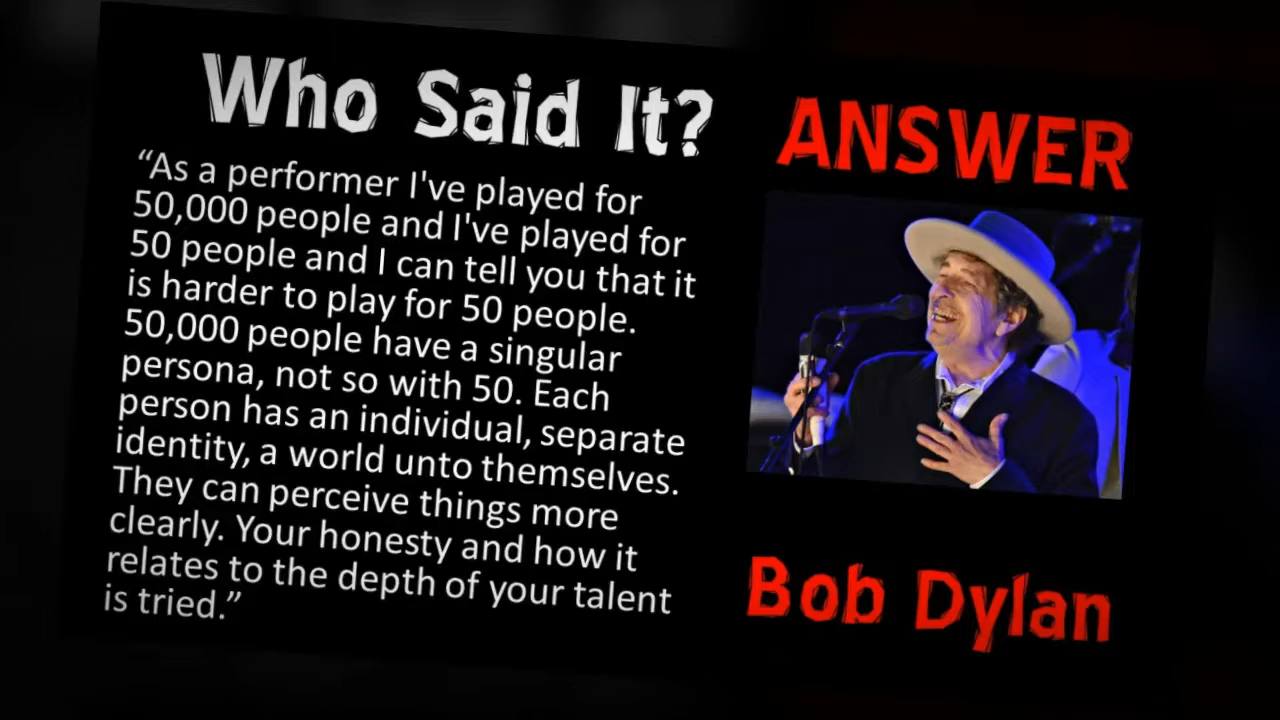 Who Said It?
“As a performer I've played for
50,000 people and I've played for
50 people and I can tell you that it
is harder to play for 50 people.
50,000 people have a singular
persona, not so with 50. Each
person has an individual, separate
identity, a world unto themselves.
They can perceive things more
clearly. Your honesty and how it
relates to the depth of your talent
is tried.”
ANSWER
Bob Dylan